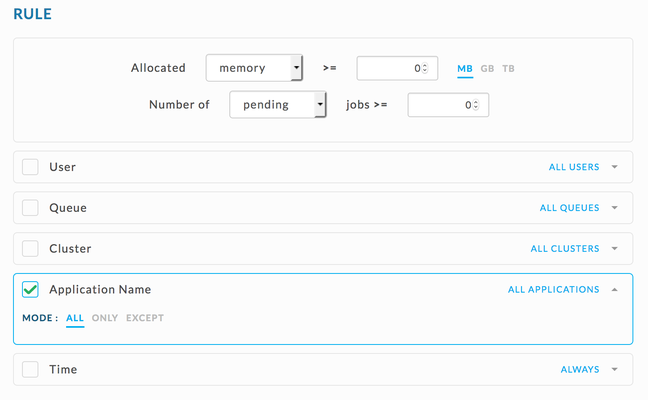 RULE
Allocated memory >= 0 MB GB TB
Number of pending jobs >= 0
User ALL USERS
Queue ALL QUEUES
Cluster ALL CLUSTERS
Application Name ALL APPLICATIONS
MODE : ALL ONLY EXCEPT
Time ALWAYS